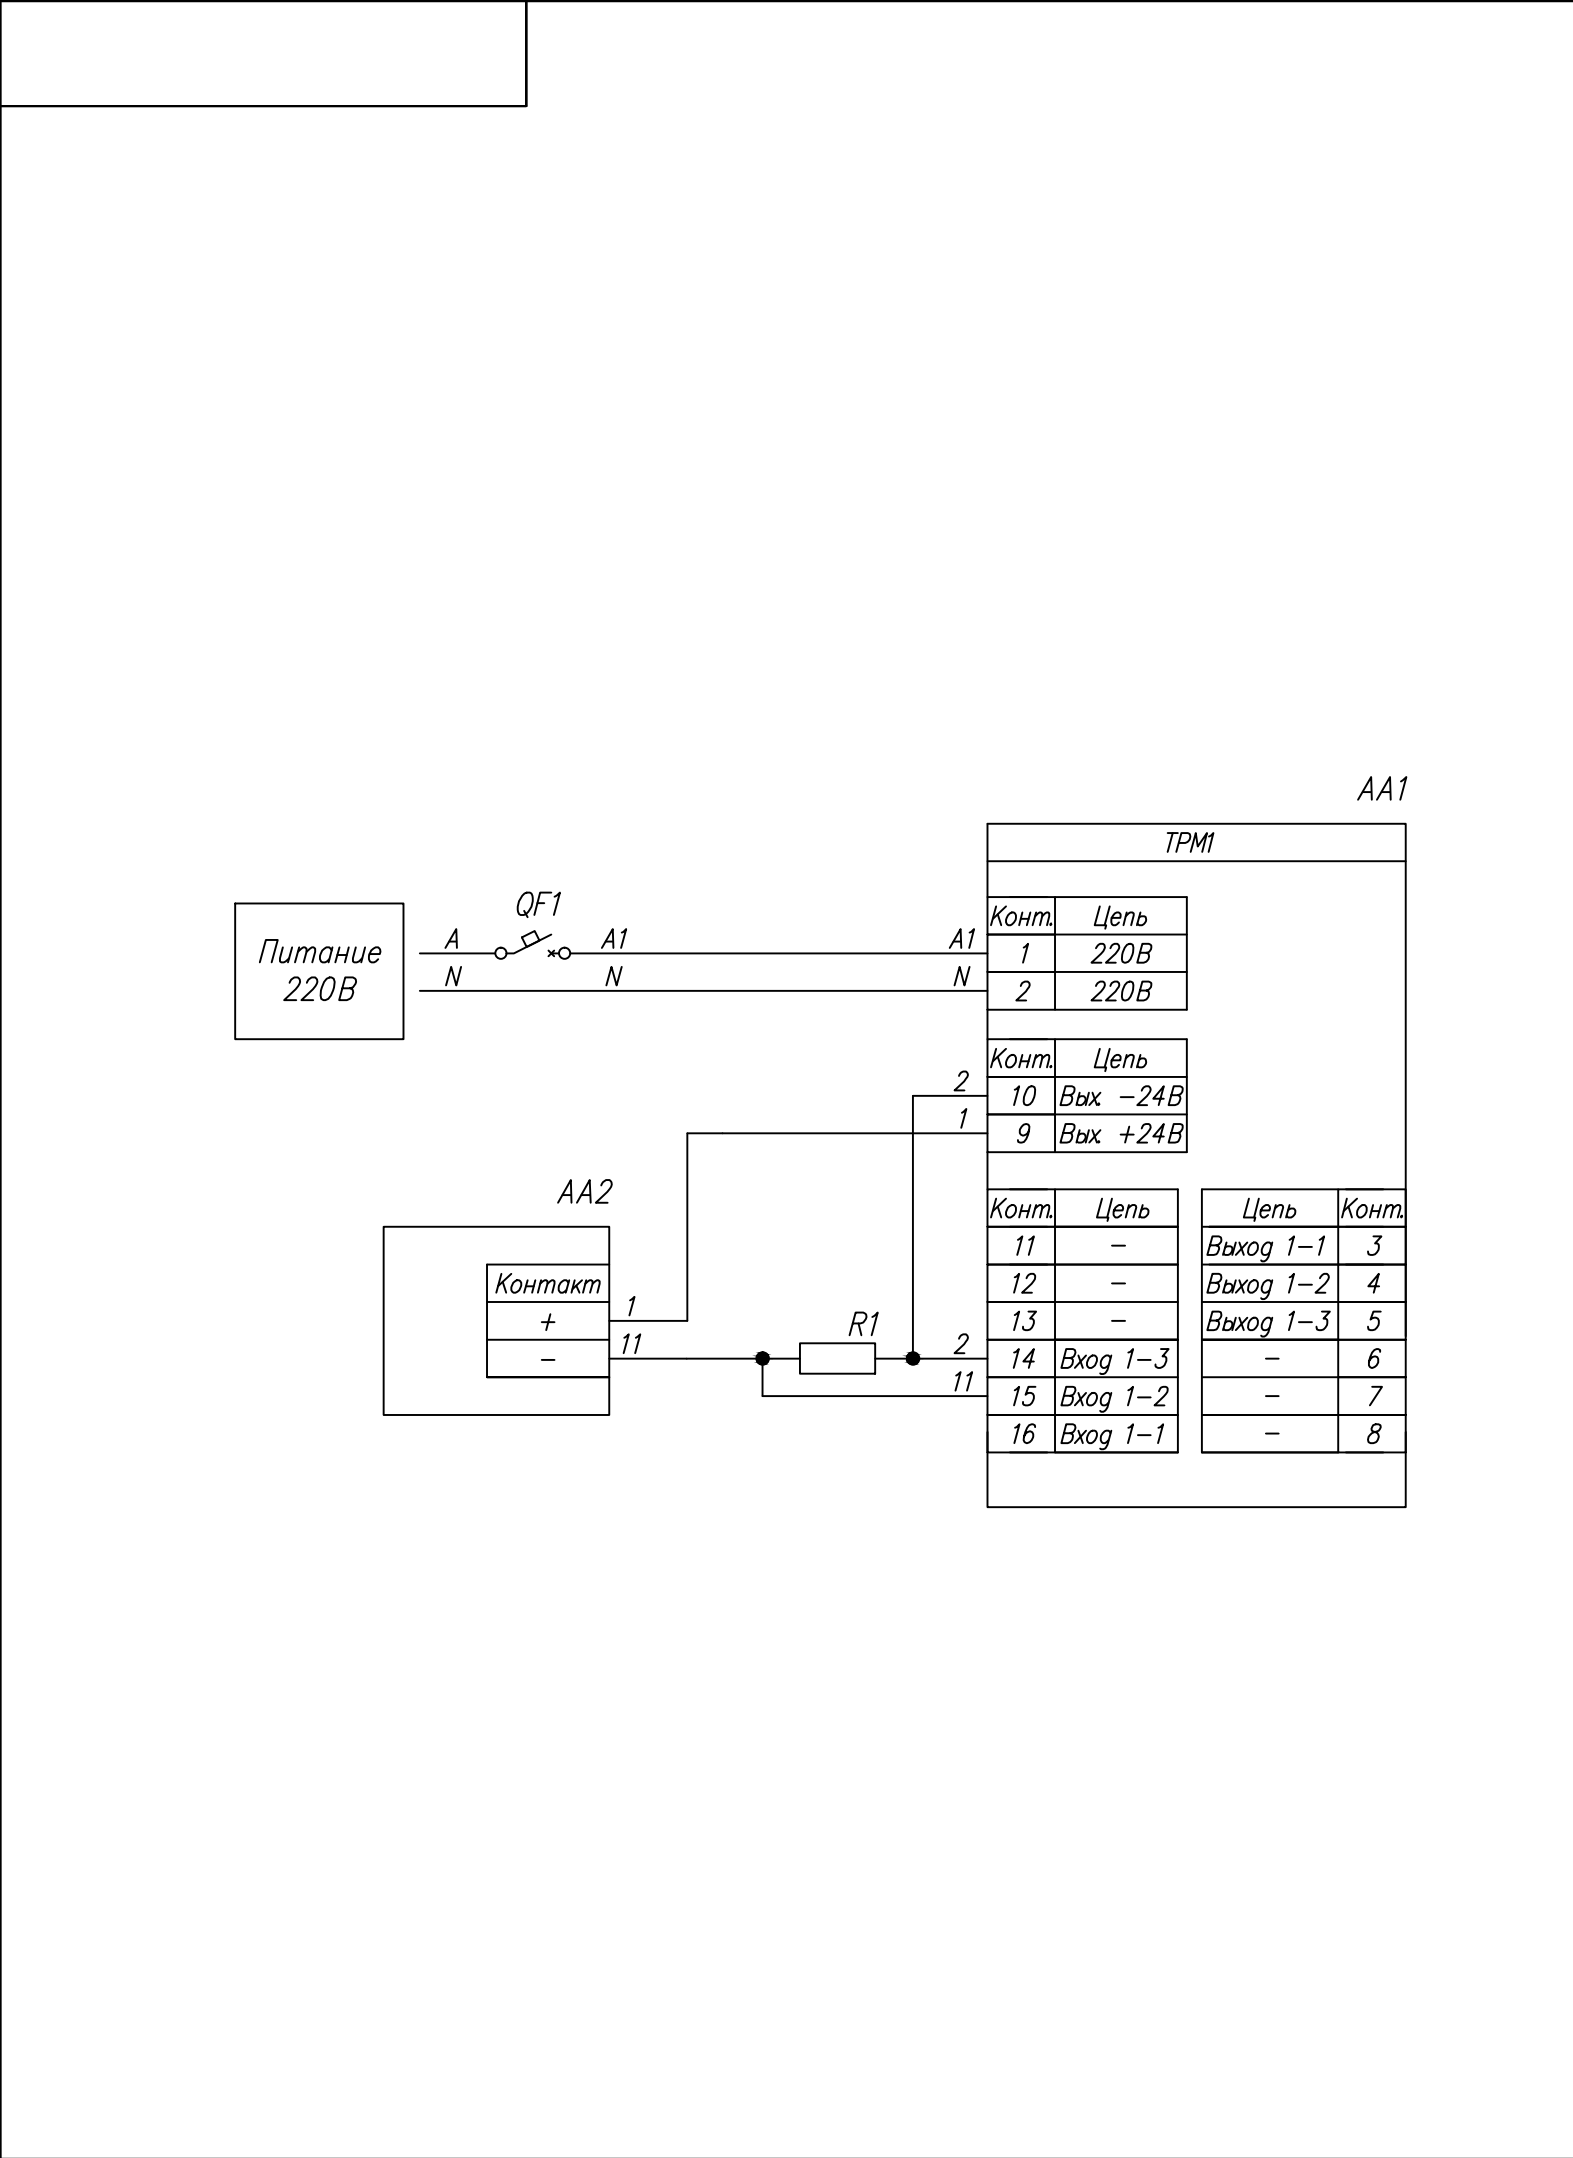 AA1
ТРМ1
QF1
Питание
220В
A A1 A1
N N N
Конт. Цепь
1 220В
2 220В
Конт. Цепь
2 10 Вых. -24В
1 9 Вых. +24В
AA2
Контакт
+ 1
- 11
R1
2
11
Конт. Цепь
11 -
12 -
13 -
14 Вход 1-3
15 Вход 1-2
16 Вход 1-1
Цепь Конт.
Выход 1-1 3
Выход 1-2 4
Выход 1-3 5
- 6
- 7
- 8